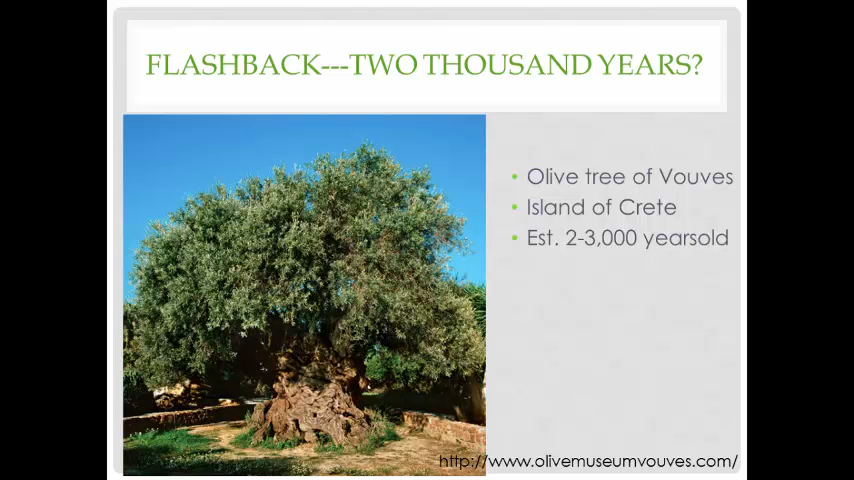 FLASHBACK---TWO THOUSAND YEARS?
• Olive tree of Vouves
• Island of Crete
• Est. 2-3,000 yearsold
http://www.olivemuseumvouves.com/